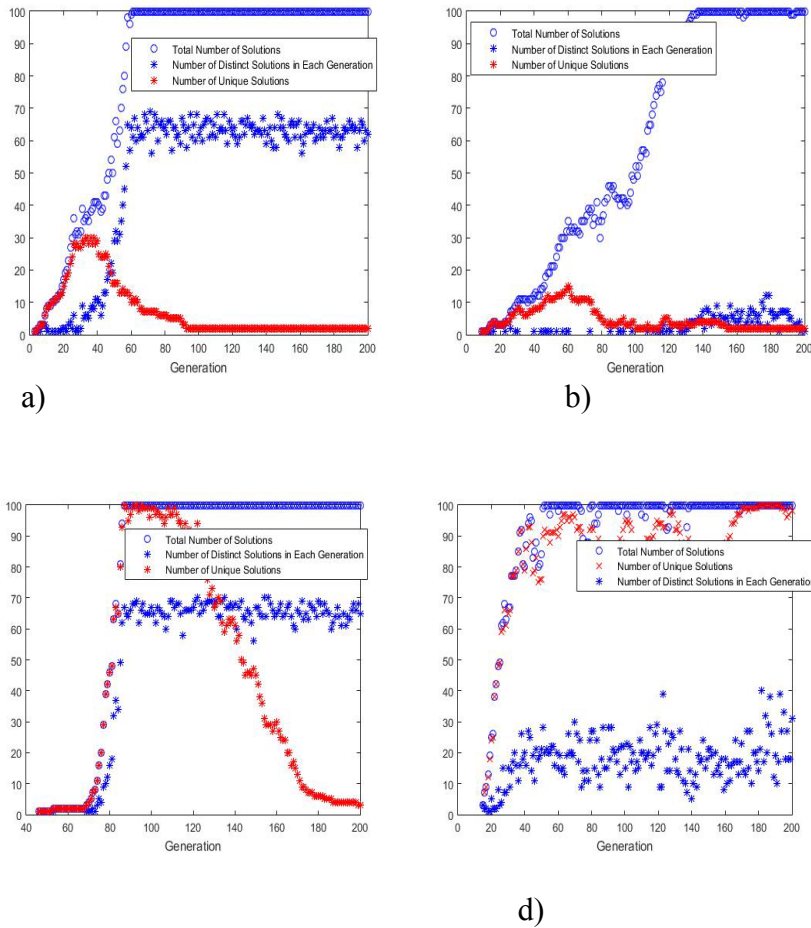 100
90
80
70
60
50
40
30
20
10
0
0 20 40 60 80 100 120 140 160 180 200
Generation
Total Number of Solutions
Number of Distinct Solutions in Each Generation
Number of Unique Solutions
a)
100
90
80
70
60
50
40
30
20
10
0
0 20 40 60 80 100 120 140 160 180 200
Generation
Total Number of Solutions
Number of Distinct Solutions in Each Generation
Number of Unique Solutions
b)
100
90
80
70
60
50
40
30
20
10
0
40 60 80 100 120 140 160 180 200
Generation
Total Number of Solutions
Number of Distinct Solutions in Each Generation
Number of Unique Solutions
100
90
80
70
60
50
40
30
20
10
0
0 20 40 60 80 100 120 140 160 180 200
Generation
Total Number of Solutions
Number of Unique Solutions
Number of Distinct Solutions in Each Generation
d)